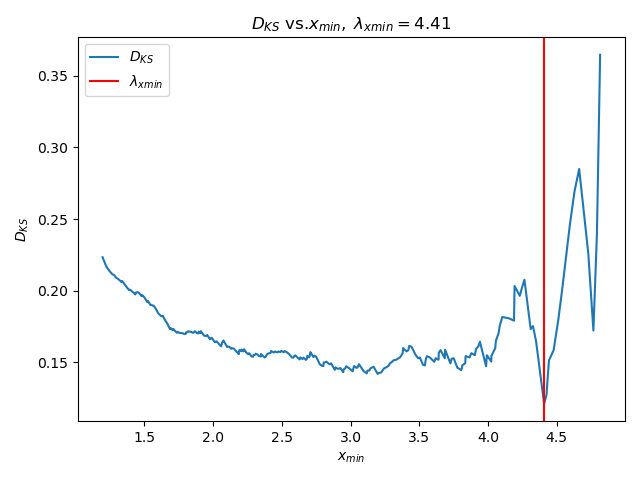 D_KS vs.x_min, λ_xmin = 4.41
D_KS
λ_xmin
0.35
0.30
0.25
0.20
0.15
D_KS
1.5 2.0 2.5 3.0 3.5 4.0 4.5
x_min